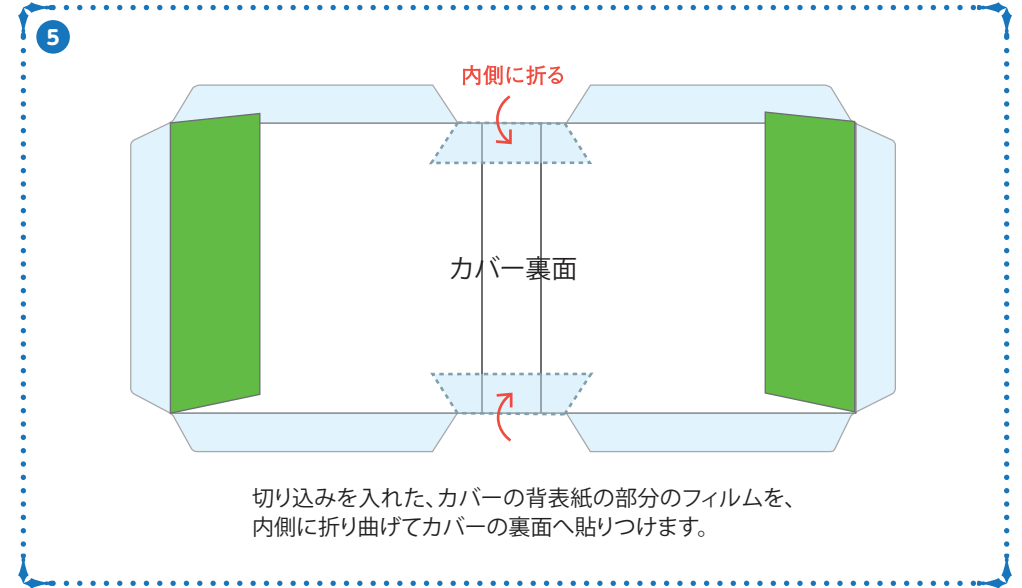 5
内側に折る
カバー裏面
切り込みを入れた、カバーの背表紙の部分のフィルムを、
内側に折り曲げてカバーの裏面へ貼りつけます。